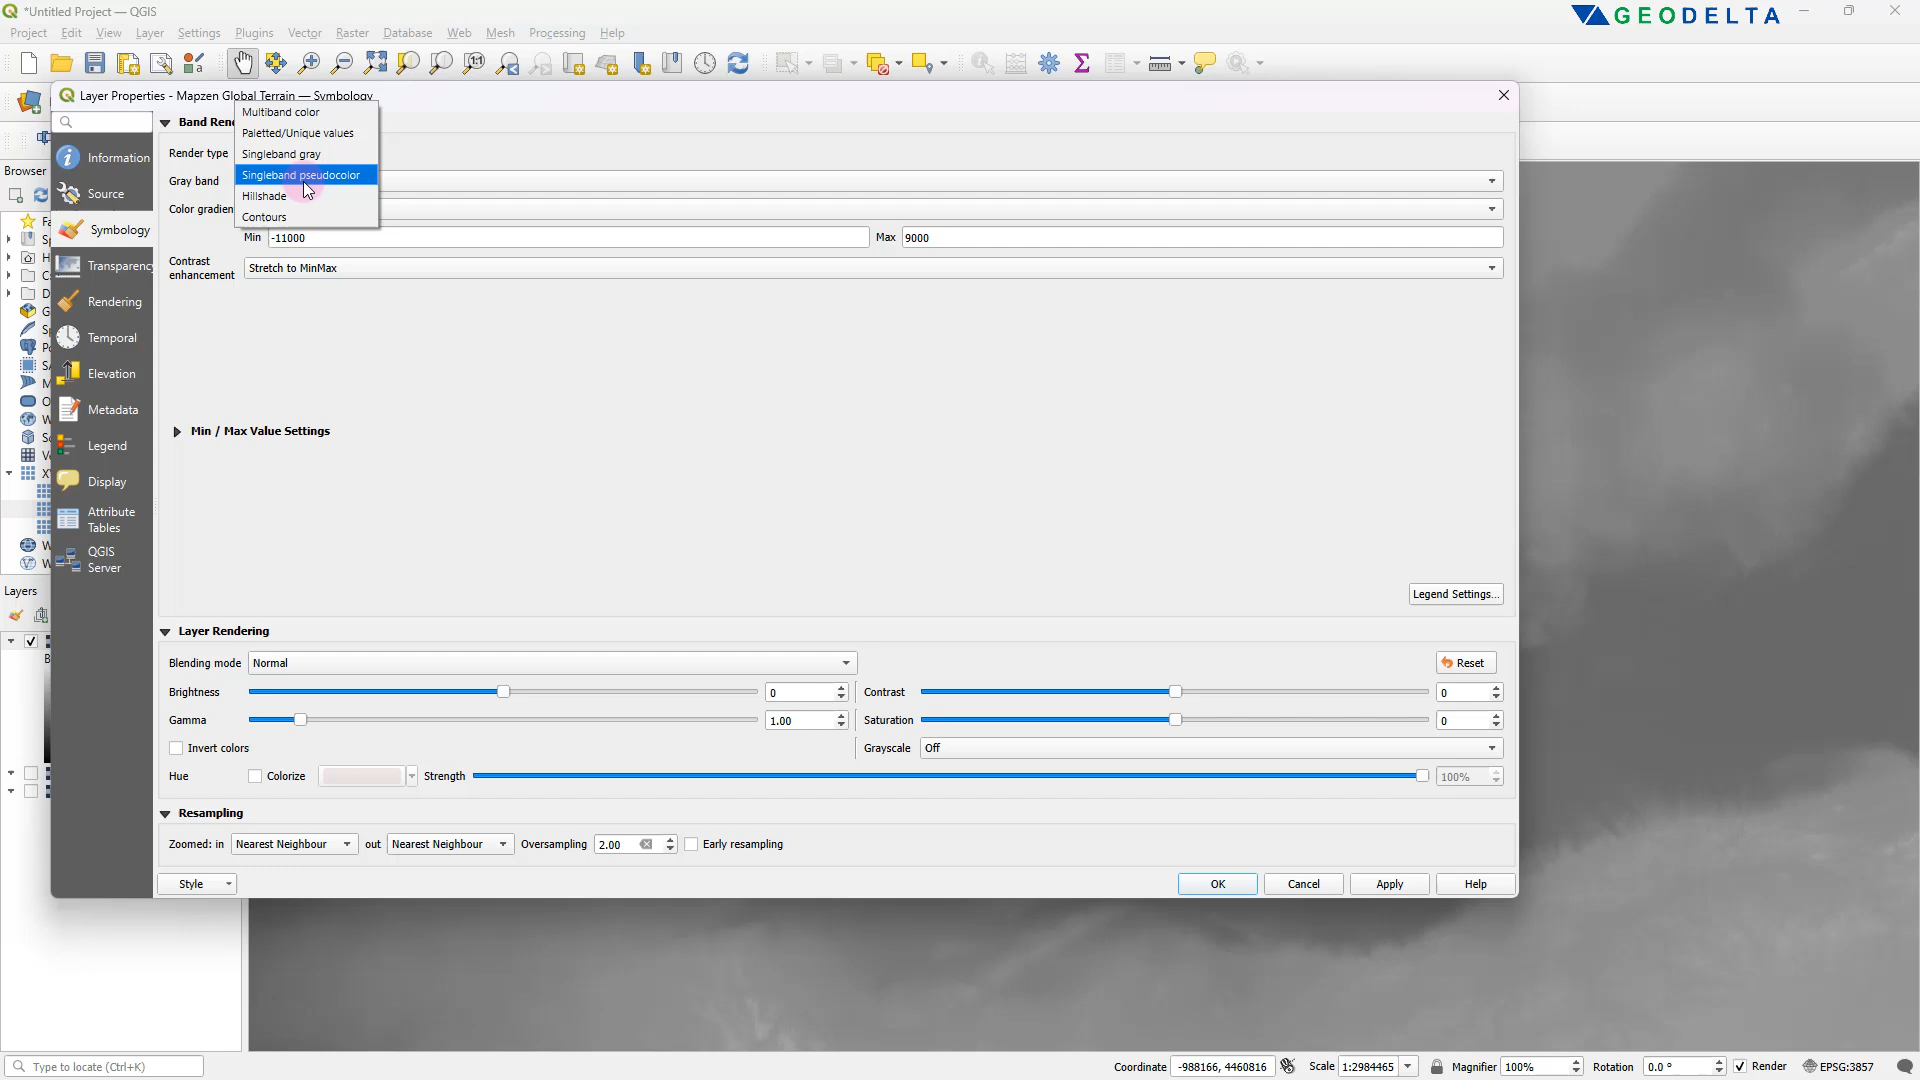 *Untitled Project — QGIS
GEODELTA
Project Edit View Layer Settings Plugins Vector Raster Database Web Mesh Processing Help
Layer Properties - Mapzen Global Terrain — Symbology
Multiband color
Paletted/Unique values
Singleband gray
Singleband pseudocolor
Hillshade
Contours
Band Ren
Render type
Gray band
Color gradien
Min -11000 Max 9000
Contrast
enhancement
Stretch to MinMax
Min / Max Value Settings
Legend Settings...
Browser
Information
Source
Symbology
Transparency
Rendering
Temporal
Elevation
Metadata
Legend
Display
Attribute
Tables
QGIS
Server
Layers
Layer Rendering
Blending mode Normal Reset
Brightness 0 Contrast 0
Gamma 1.00 Saturation 0
Invert colors Grayscale Off
Hue Colorize Strength 100%
Resampling
Zoomed: in Nearest Neighbour out Nearest Neighbour Oversampling 2.00 Early resampling
Style OK Cancel Apply Help
Type to locate (Ctrl+K) Coordinate -988166, 4460816 Scale 1:2984465 Magnifier 100% Rotation 0.0 ° Render EPSG:3857